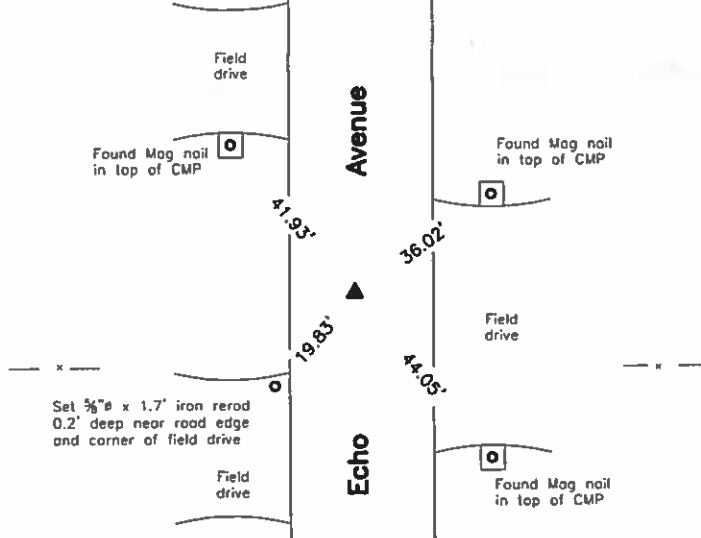 Field
drive
Avenue
Found Mag nail
in top of CMP
Found Mag nail
in top of CMP
41.93'
36.02'
Field
drive
19.83'
44.05'
x
x
Set 5/8"ø x 1.7' iron rerod
0.2' deep near road edge
and corner of field drive
Echo
Field
drive
Found Mag nail
in top of CMP